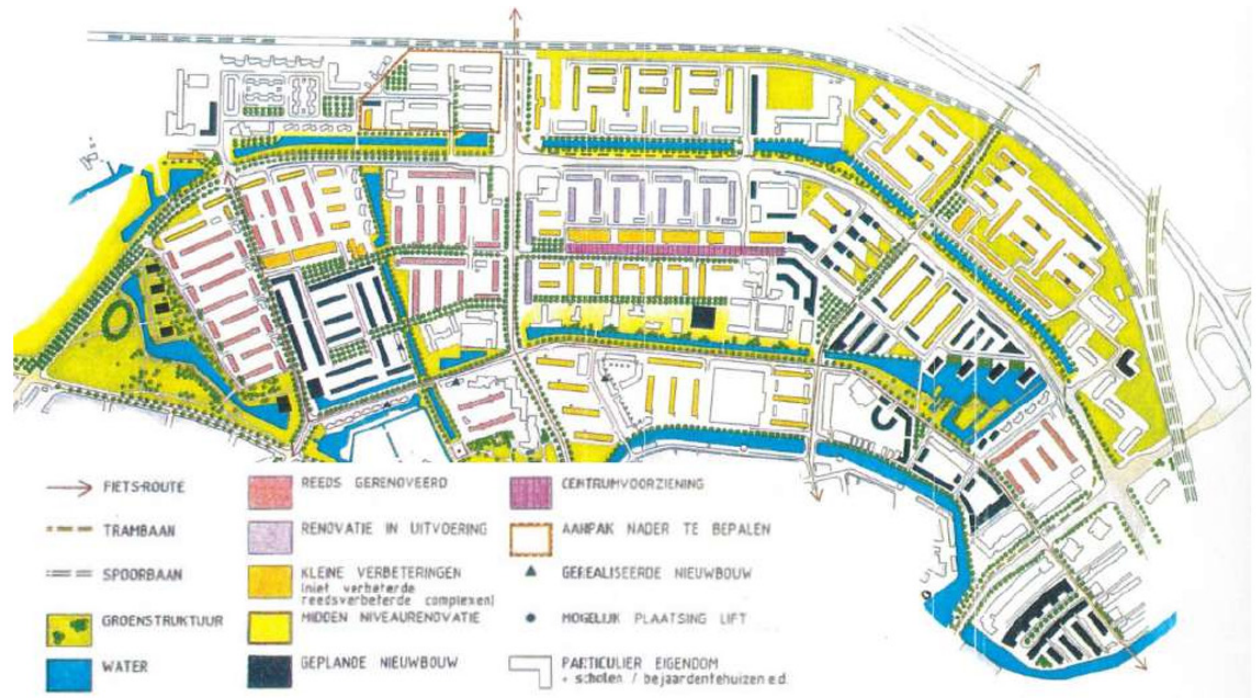 FIETS-ROUTE
TRAMBAAN
SPOORBAAN
GROENSTRUKTUUR
WATER
REEDS GERENOVEERD
RENOVATIE IN UITVOERING
KLEINE VERBETERINGEN
(niet verbeterde
reedsverbeterde complexen)
MIDDEN NIVEAURENOVATIE
GEPLANDE NIEUWBOUW
CENTRUMVOORZIENING
AANPAK NADER TE BEPALEN
GEREALISEERDE NIEUWBOUW
MOGELIJK PLAATSING LIFT
PARTICULIER EIGENDOM
+ scholen / bejaardentehuizen e.d.